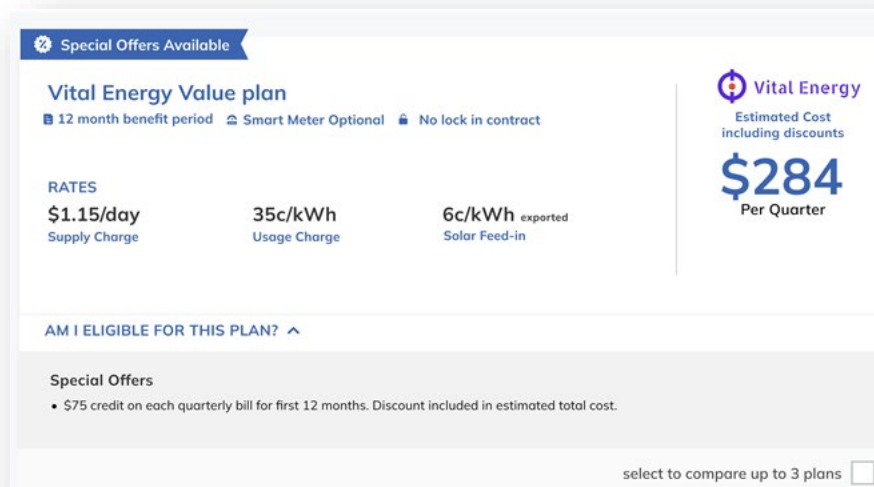 Special Offers Available
Vital Energy Value plan
12 month benefit period Smart Meter Optional No lock in contract
RATES
$1.15/day 35c/kWh 6c/kWh exported
Supply Charge Usage Charge Solar Feed-in
Vital Energy
Estimated Cost
including discounts
$284
Per Quarter
AM I ELIGIBLE FOR THIS PLAN?
Special Offers
• $75 credit on each quarterly bill for first 12 months. Discount included in estimated total cost.
select to compare up to 3 plans